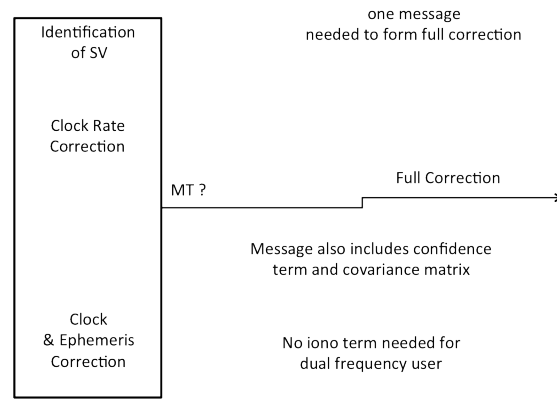 one message
needed to form full correction
Identification
of SV
Clock Rate
Correction
MT ?
Full Correction
Message also includes confidence
term and covariance matrix
Clock
& Ephemeris
Correction
No iono term needed for
dual frequency user